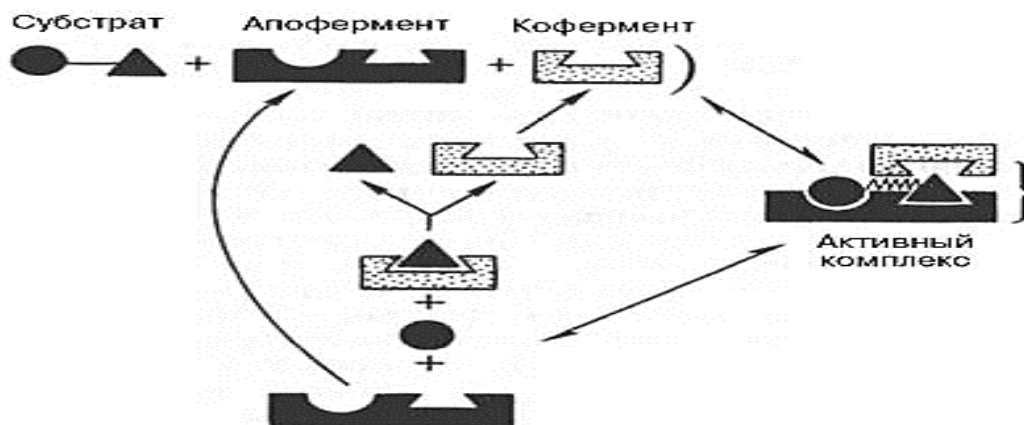 Субстрат
Апофермент
Кофермент
+
+
)
+
+
}
Активный
комплекс